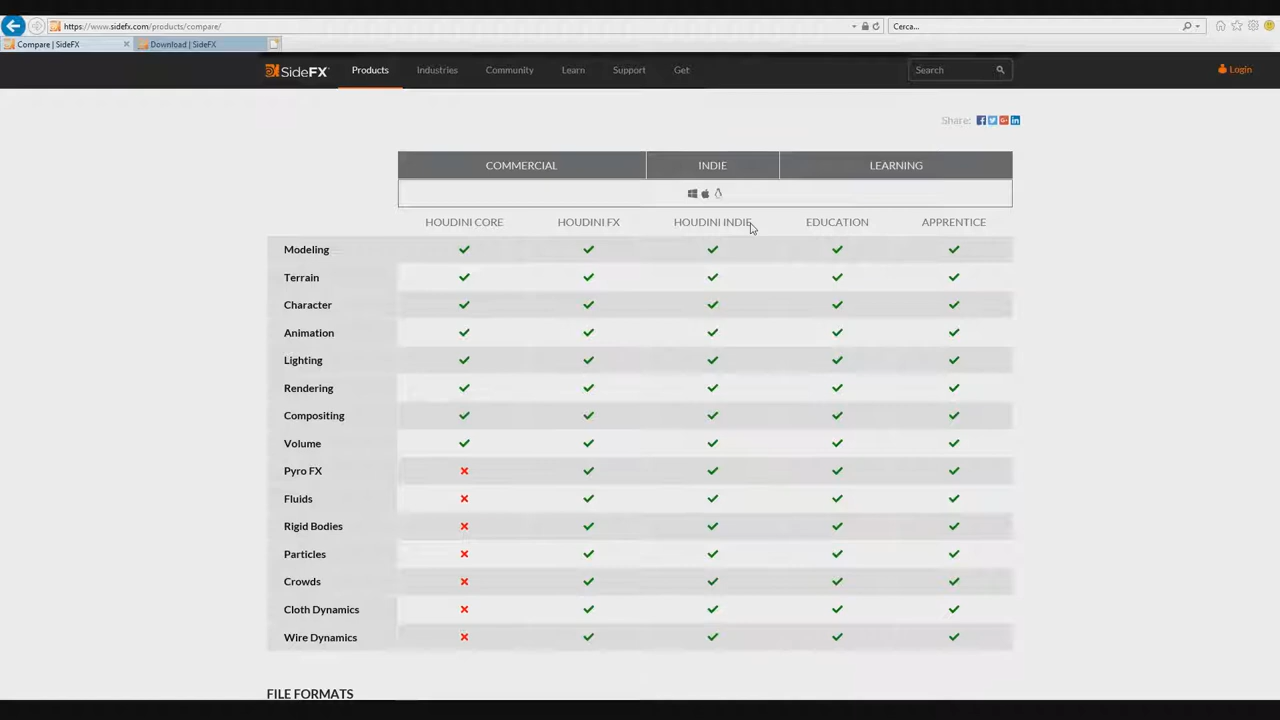 https://www.sidefx.com/products/compare/
Cerca...
Compare | SideFX
Download | SideFX
SideFX
Products
Industries
Community
Learn
Support
Get
Search
Login
Share:
COMMERCIAL
INDIE
LEARNING
HOUDINI CORE
HOUDINI FX
HOUDINI INDIE
EDUCATION
APPRENTICE
Modeling
Terrain
Character
Animation
Lighting
Rendering
Compositing
Volume
Pyro FX
Fluids
Rigid Bodies
Particles
Crowds
Cloth Dynamics
Wire Dynamics
FILE FORMATS